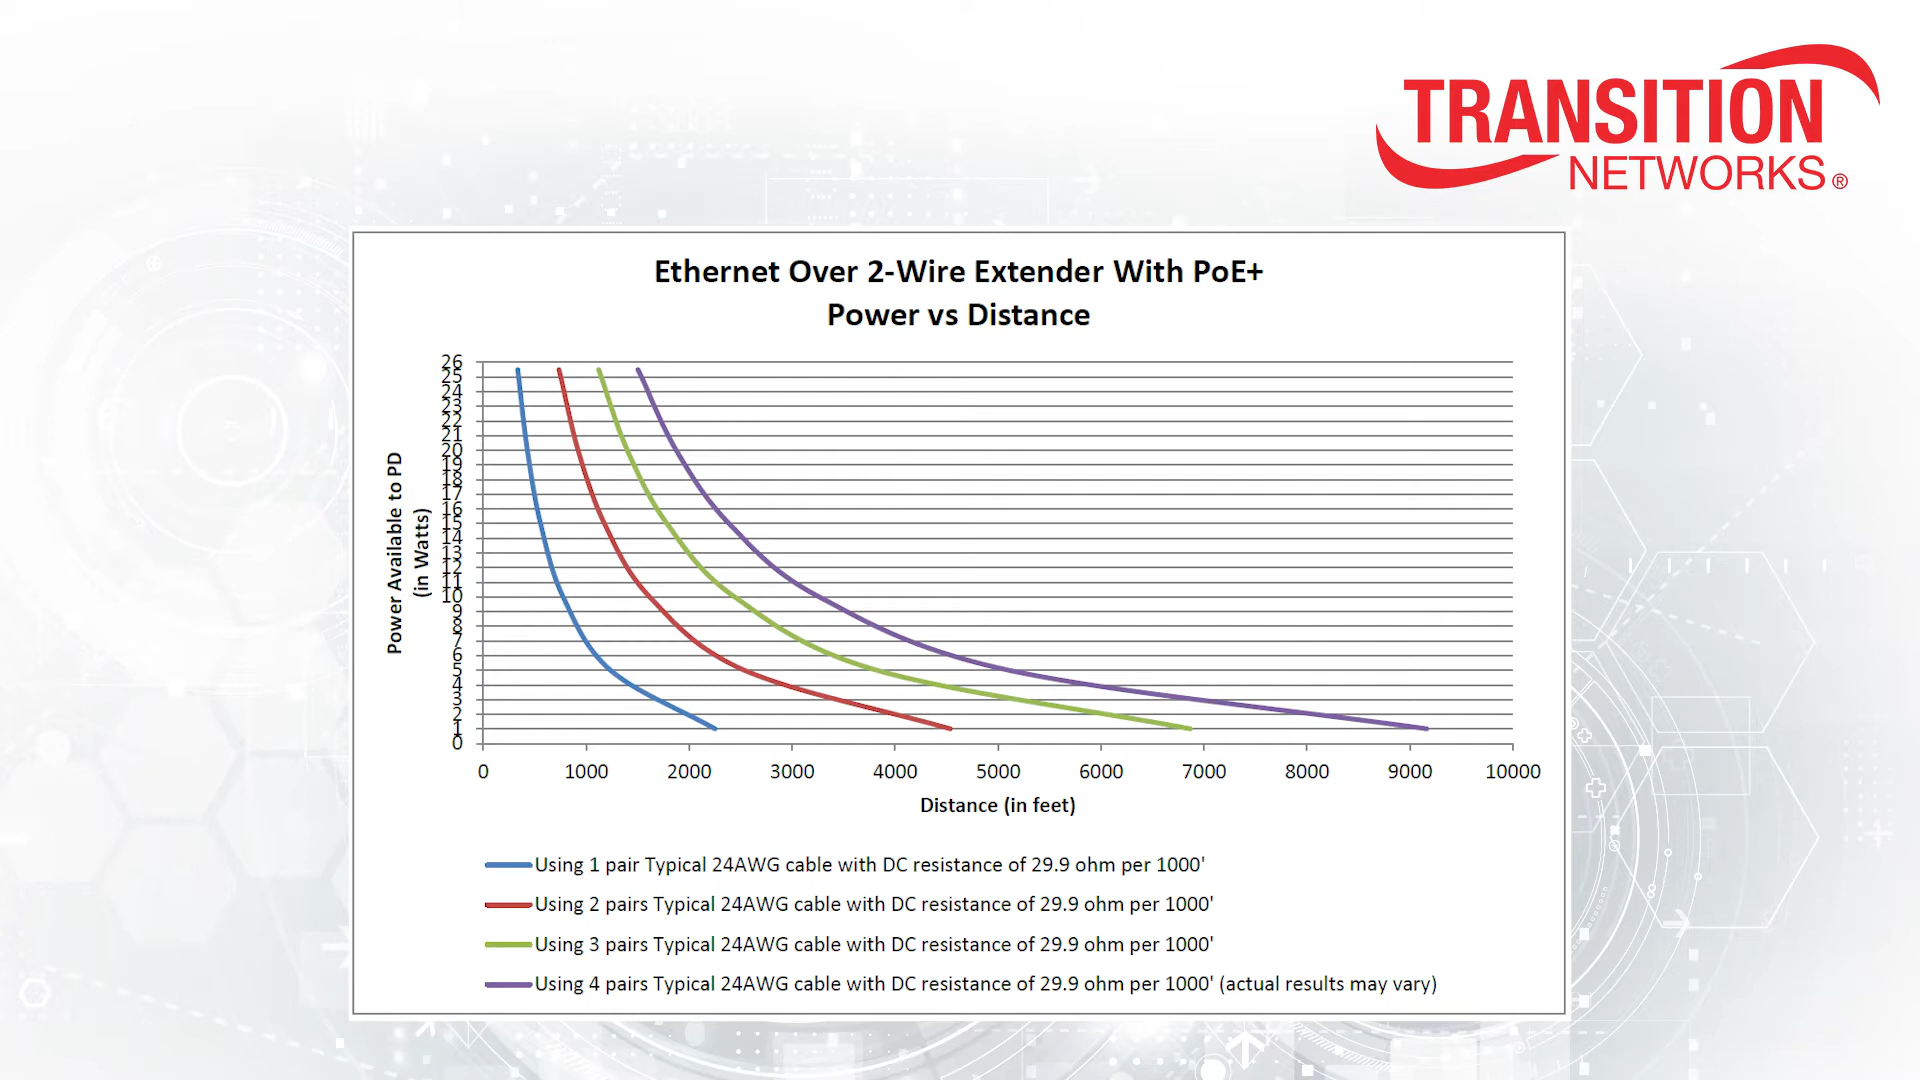 TRANSITION
NETWORKS®
Ethernet Over 2-Wire Extender With PoE+
Power vs Distance
Power Available to PD
(in Watts)
26
25
24
23
22
21
20
19
18
17
16
15
14
13
12
11
10
9
8
7
6
5
4
3
2
1
0
0 1000 2000 3000 4000 5000 6000 7000 8000 9000 10000
Distance (in feet)
Using 1 pair Typical 24AWG cable with DC resistance of 29.9 ohm per 1000'
Using 2 pairs Typical 24AWG cable with DC resistance of 29.9 ohm per 1000'
Using 3 pairs Typical 24AWG cable with DC resistance of 29.9 ohm per 1000'
Using 4 pairs Typical 24AWG cable with DC resistance of 29.9 ohm per 1000' (actual results may vary)